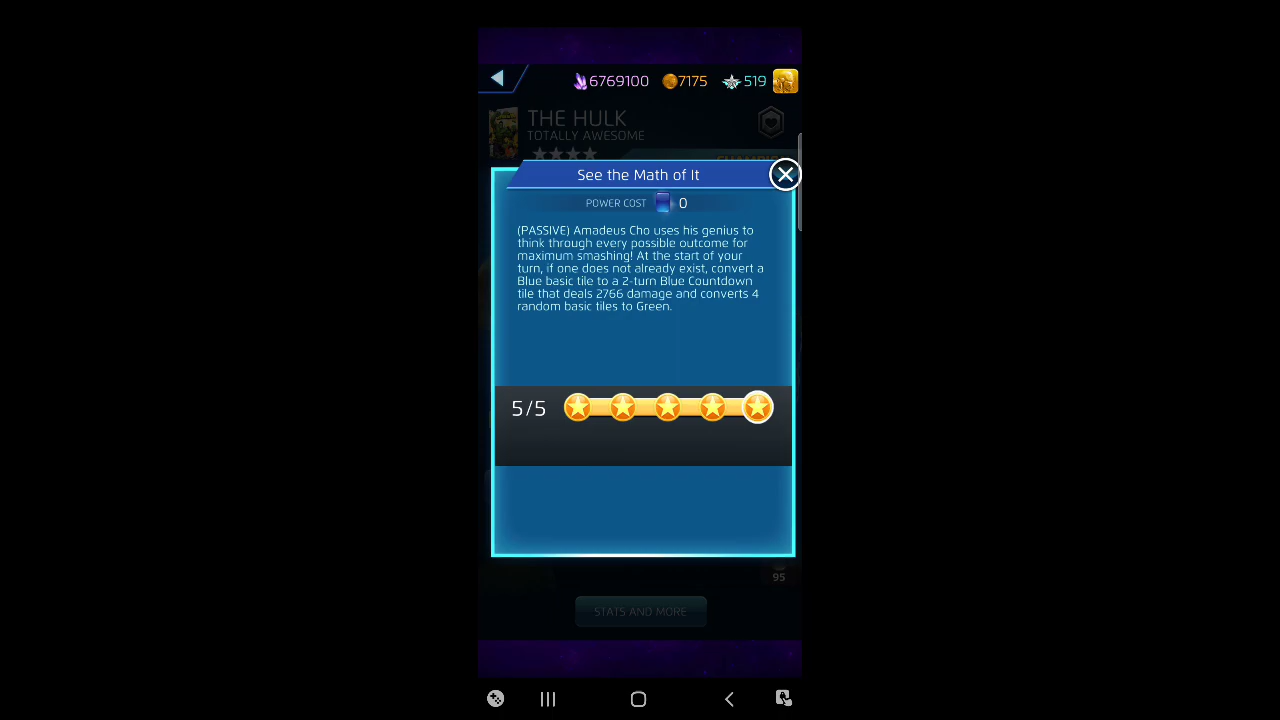 6769100 7175 519
THE HULK
TOTALLY AWESOME
See the Math of It
POWER COST 0
(PASSIVE) Amadeus Cho uses his genius to
think through every possible outcome for
maximum smashing! At the start of your
turn, if one does not already exist, convert a
Blue basic tile to a 2-turn Blue Countdown
tile that deals 2766 damage and converts 4
random basic tiles to Green.
5/5
95
STATS AND MORE